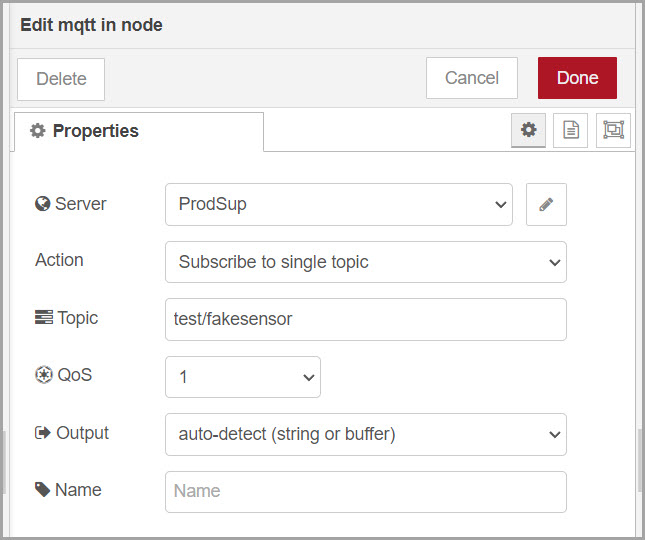 Edit mqtt in node
Delete
Cancel
Done
Properties
Server
ProdSup
Action
Subscribe to single topic
Topic
test/fakesensor
QoS
1
Output
auto-detect (string or buffer)
Name
Name